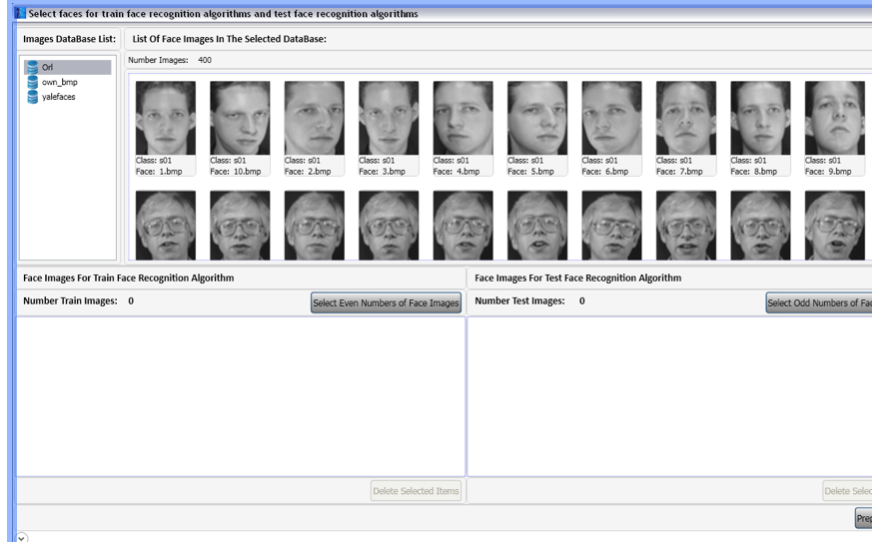 Select faces for train face recognition algorithms and test face recognition algorithms
Images DataBase List:
List Of Face Images In The Selected DataBase:
Orl
own_bmp
yalefaces
Number Images: 400
Class: s01 Class: s01 Class: s01 Class: s01 Class: s01 Class: s01 Class: s01 Class: s01 Class: s01 Class: s01
Face: 1.bmp Face: 10.bmp Face: 2.bmp Face: 3.bmp Face: 4.bmp Face: 5.bmp Face: 6.bmp Face: 7.bmp Face: 8.bmp Face: 9.bmp
Face Images For Train Face Recognition Algorithm
Number Train Images: 0
Select Even Numbers of Face Images
Delete Selected Items
Face Images For Test Face Recognition Algorithm
Number Test Images: 0
Select Odd Numbers of Fac
Delete Selec
Prep